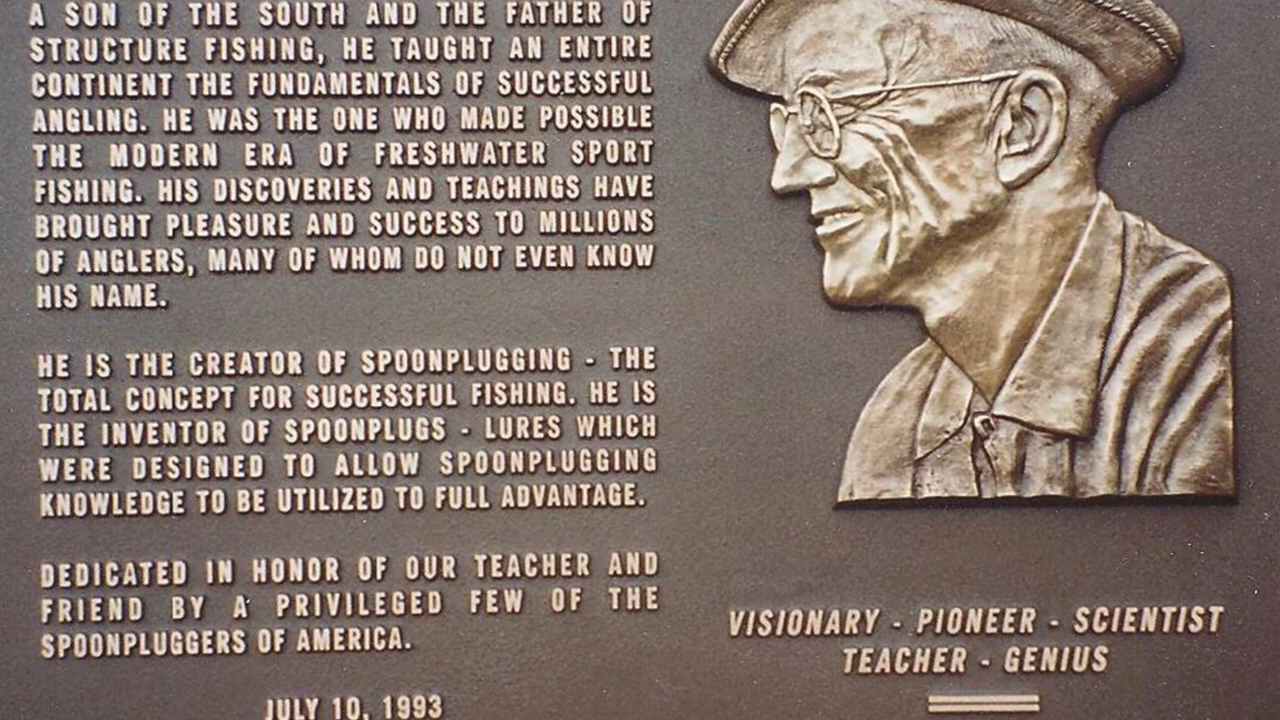 A SON OF THE SOUTH AND THE FATHER OF
STRUCTURE FISHING, HE TAUGHT AN ENTIRE
CONTINENT THE FUNDAMENTALS OF SUCCESSFUL
ANGLING. HE WAS THE ONE WHO MADE POSSIBLE
THE MODERN ERA OF FRESHWATER SPORT
FISHING. HIS DISCOVERIES AND TEACHINGS HAVE
BROUGHT PLEASURE AND SUCCESS TO MILLIONS
OF ANGLERS, MANY OF WHOM DO NOT EVEN KNOW
HIS NAME.
HE IS THE CREATOR OF SPOONPLUGGING - THE
TOTAL CONCEPT FOR SUCCESSFUL FISHING. HE IS
THE INVENTOR OF SPOONPLUGS - LURES WHICH
WERE DESIGNED TO ALLOW SPOONPLUGGING
KNOWLEDGE TO BE UTILIZED TO FULL ADVANTAGE.
DEDICATED IN HONOR OF OUR TEACHER AND
FRIEND BY A PRIVILEGED FEW OF THE
SPOONPLUGGERS OF AMERICA.
JULY 10, 1993
VISIONARY - PIONEER - SCIENTIST
TEACHER - GENIUS